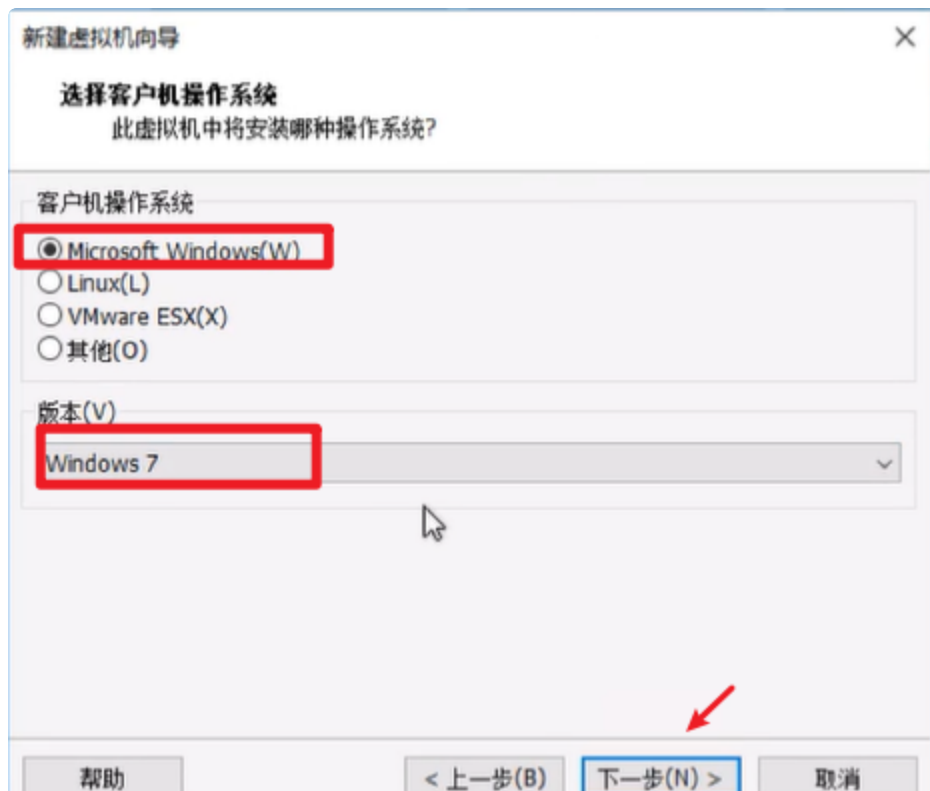 新建虚拟机向导
选择客户机操作系统
此虚拟机中将安装哪种操作系统?
客户机操作系统
Microsoft Windows(W)
Linux(L)
VMware ESX(X)
其他(O)
版本(V)
Windows 7
帮助
< 上一步(B)
下一步(N) >
取消